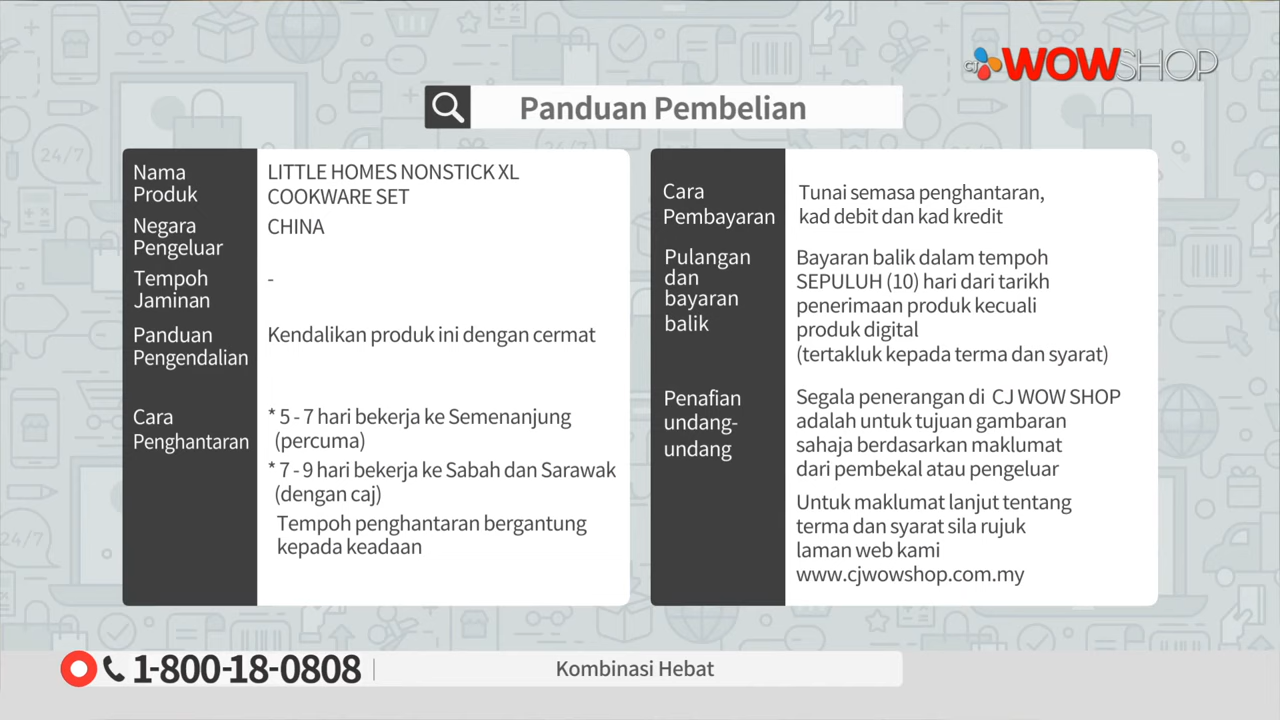 CJ WOWSHOP
Panduan Pembelian
Nama
Produk
LITTLE HOMES NONSTICK XL
COOKWARE SET
Negara
Pengeluar
CHINA
Tempoh
Jaminan
-
Panduan
Pengendalian
Kendalikan produk ini dengan cermat
Cara
Penghantaran
* 5 - 7 hari bekerja ke Semenanjung
(percuma)
* 7 - 9 hari bekerja ke Sabah dan Sarawak
(dengan caj)
Tempoh penghantaran bergantung
kepada keadaan
Cara
Pembayaran
Tunai semasa penghantaran,
kad debit dan kad kredit
Pulangan
dan
bayaran
balik
Bayaran balik dalam tempoh
SEPULUH (10) hari dari tarikh
penerimaan produk kecuali
produk digital
(tertakluk kepada terma dan syarat)
Penafian
undang-
undang
Segala penerangan di CJ WOW SHOP
adalah untuk tujuan gambaran
sahaja berdasarkan maklumat
dari pembekal atau pengeluar
Untuk maklumat lanjut tentang
terma dan syarat sila rujuk
laman web kami
www.cjwowshop.com.my
24/7
24/7
24/7
1-800-18-0808
Kombinasi Hebat